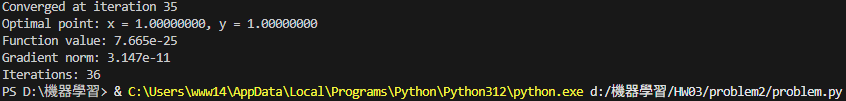 Converged at iteration 35
Optimal point: x = 1.00000000, y = 1.00000000
Function value: 7.665e-25
Gradient norm: 3.147e-11
Iterations: 36
PS D:\機器學習> & C:\Users\www14\AppData\Local\Programs\Python\Python312\python.exe d:/機器學習/HW03/problem2/problem.py